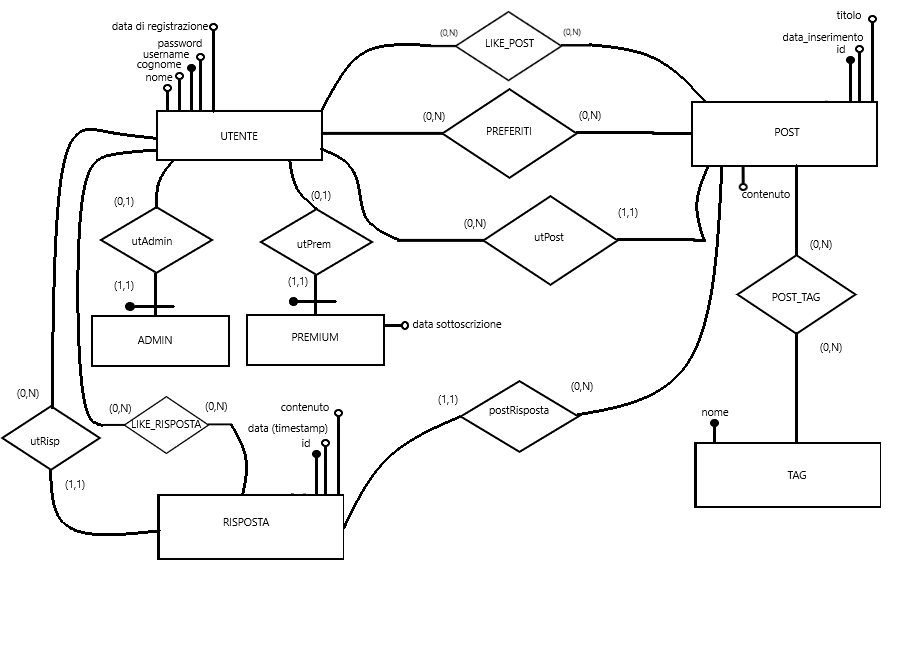 titolo
data di registrazione
(0,N)
(0,N)
data_inserimento
password
LIKE_POST
id
username
cognome
nome
(0,N)
(0,N)
UTENTE
PREFERITI
POST
contenuto
(0,1)
(0,1)
(0,N)
(1,1)
utAdmin
utPrem
utPost
(0,N)
(1,1)
(1,1)
POST_TAG
data sottoscrizione
ADMIN
PREMIUM
(0,N)
(0,N)
(0,N)
(0,N)
(1,1)
(0,N)
contenuto
postRisposta
nome
LIKE_RISPOSTA
data (timestamp)
utRisp
id
TAG
(1,1)
RISPOSTA